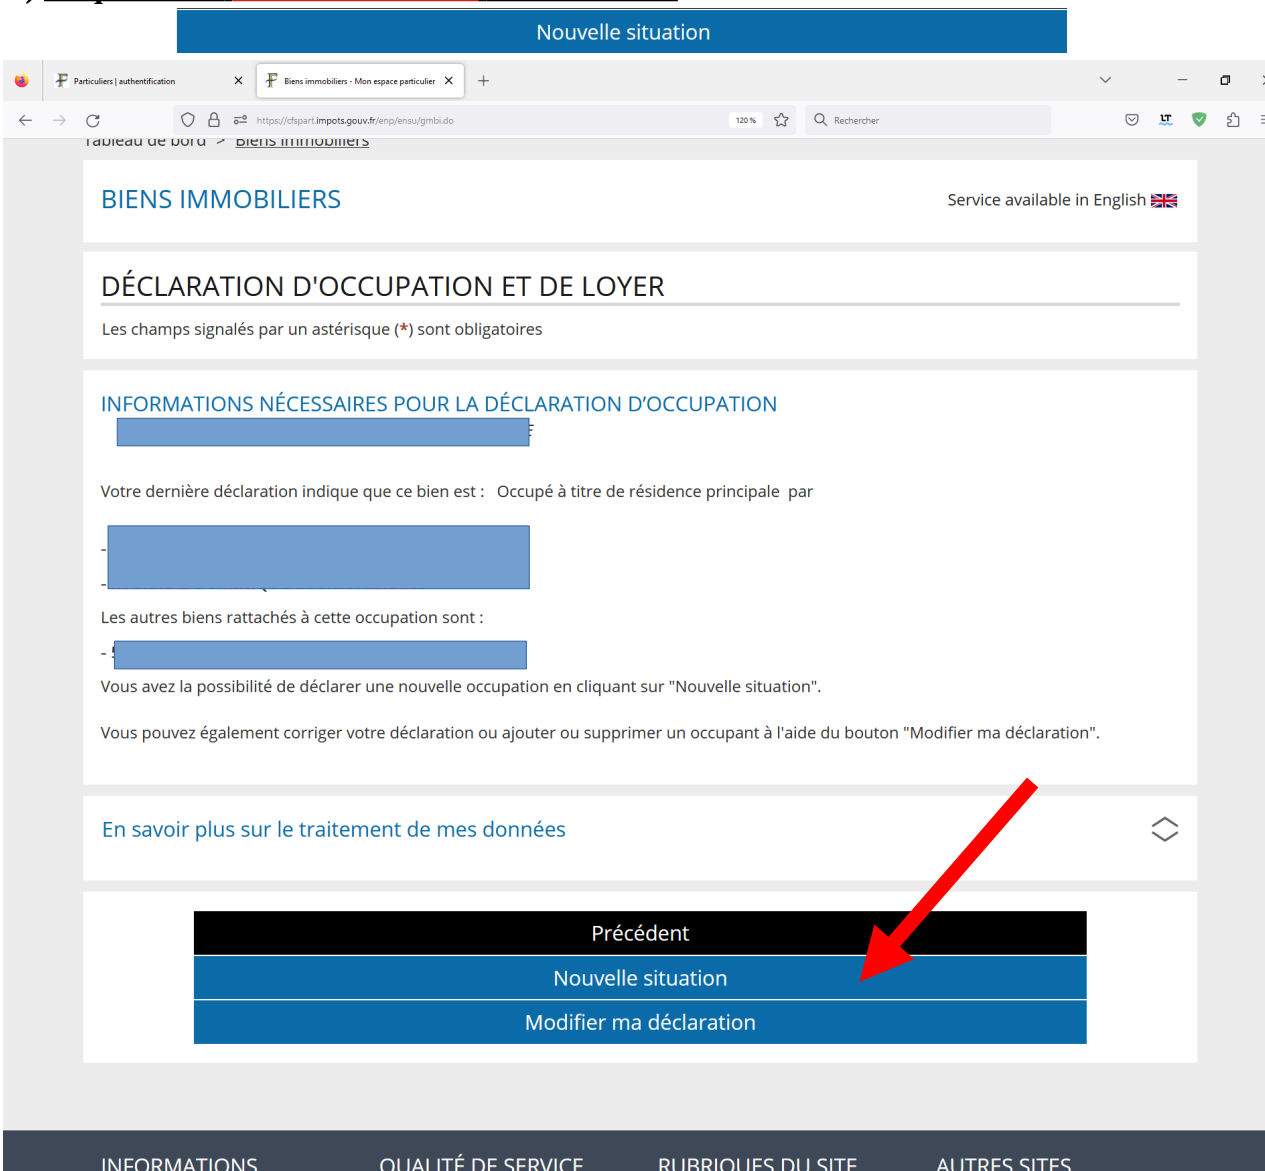 Nouvelle situation
Particuliers | authentification
Biens immobiliers - Mon espace particulier
https://cfspart.impots.gouv.fr/enp/ensu/gmbi.do
120 %
Rechercher
Tableau de bord > Biens immobiliers
BIENS IMMOBILIERS
Service available in English
DÉCLARATION D'OCCUPATION ET DE LOYER
Les champs signalés par un astérisque (*) sont obligatoires
INFORMATIONS NÉCESSAIRES POUR LA DÉCLARATION D'OCCUPATION
Votre dernière déclaration indique que ce bien est : Occupé à titre de résidence principale par
-
-
Les autres biens rattachés à cette occupation sont :
-
Vous avez la possibilité de déclarer une nouvelle occupation en cliquant sur "Nouvelle situation".
Vous pouvez également corriger votre déclaration ou ajouter ou supprimer un occupant à l'aide du bouton "Modifier ma déclaration".
En savoir plus sur le traitement de mes données
Précédent
Nouvelle situation
Modifier ma déclaration
INFORMATIONS
QUALITÉ DE SERVICE
RUBRIQUES DU SITE
AUTRES SITES